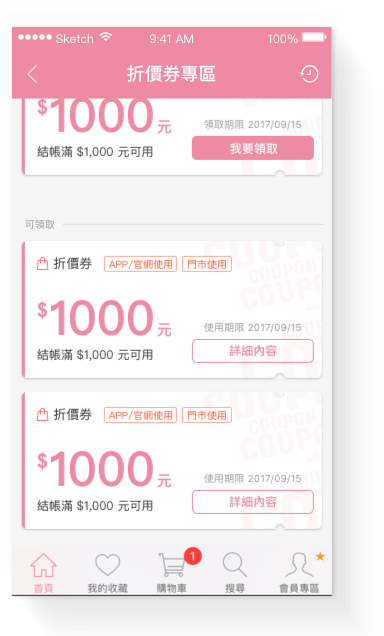 Sketch 9:41 AM 100%
折價券專區
$1000元
領取期限 2017/09/15
結帳滿 $1,000 元可用
我要領取
可領取
折價券 APP/官網使用 門市使用
COUPON
COUPON
$1000元
使用期限 2017/09/15
結帳滿 $1,000 元可用
詳細內容
折價券 APP/官網使用 門市使用
COUPON
COUPON
$1000元
使用期限 2017/09/15
結帳滿 $1,000 元可用
詳細內容
1
首頁 我的收藏 購物車 搜尋 會員專區